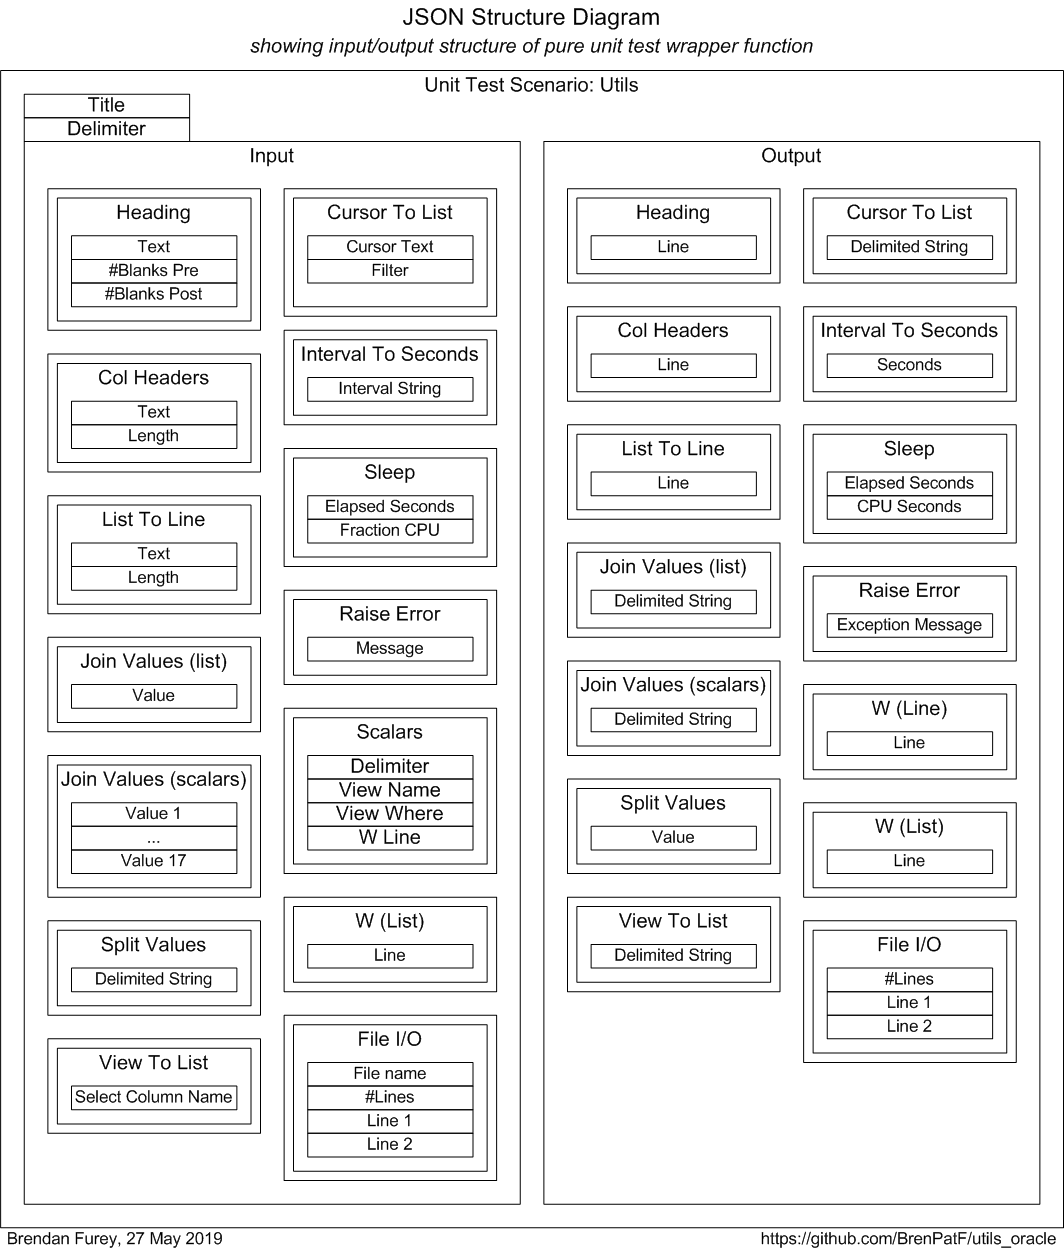 JSON Structure Diagram
showing input/output structure of pure unit test wrapper function
Unit Test Scenario: Utils
Title
Delimiter
Input
Heading
Text
#Blanks Pre
#Blanks Post
Col Headers
Text
Length
List To Line
Text
Length
Join Values (list)
Value
Join Values (scalars)
Value 1
...
Value 17
Split Values
Delimited String
View To List
Select Column Name
Cursor To List
Cursor Text
Filter
Interval To Seconds
Interval String
Sleep
Elapsed Seconds
Fraction CPU
Raise Error
Message
Scalars
Delimiter
View Name
View Where
W Line
W (List)
Line
File I/O
File name
#Lines
Line 1
Line 2
Output
Heading
Line
Col Headers
Line
List To Line
Line
Join Values (list)
Delimited String
Join Values (scalars)
Delimited String
Split Values
Value
View To List
Delimited String
Cursor To List
Delimited String
Interval To Seconds
Seconds
Sleep
Elapsed Seconds
CPU Seconds
Raise Error
Exception Message
W (Line)
Line
W (List)
Line
File I/O
#Lines
Line 1
Line 2
Brendan Furey, 27 May 2019
https://github.com/BrenPatF/utils_oracle